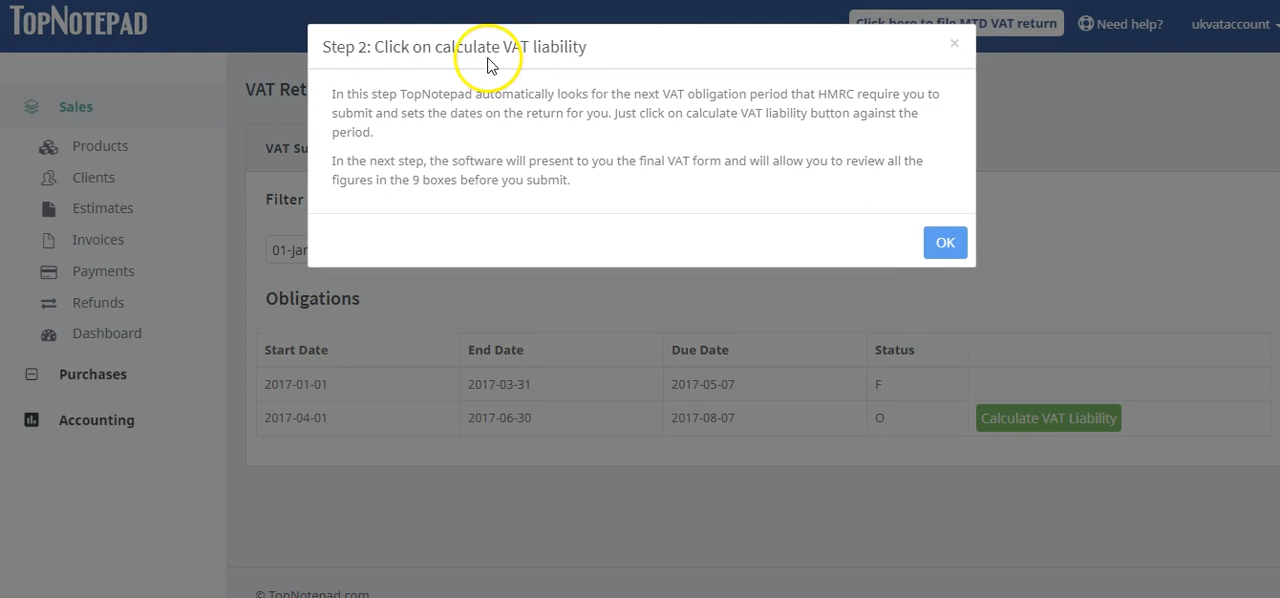 TopNotepad
Click here to file MTD VAT return
Need help?
ukvataccount
Step 2: Click on calculate VAT liability
×
In this step TopNotepad automatically looks for the next VAT obligation period that HMRC require you to
submit and sets the dates on the return for you. Just click on calculate VAT liability button against the
period.
In the next step, the software will present to you the final VAT form and will allow you to review all the
figures in the 9 boxes before you submit.
OK
Sales
Products
Clients
Estimates
Invoices
Payments
Refunds
Dashboard
Purchases
Accounting
VAT Ret
VAT Su
Filter
01-Jan
Obligations
Start Date End Date Due Date Status
2017-01-01 2017-03-31 2017-05-07 F
2017-04-01 2017-06-30 2017-08-07 O Calculate VAT Liability
© TopNotepad.com